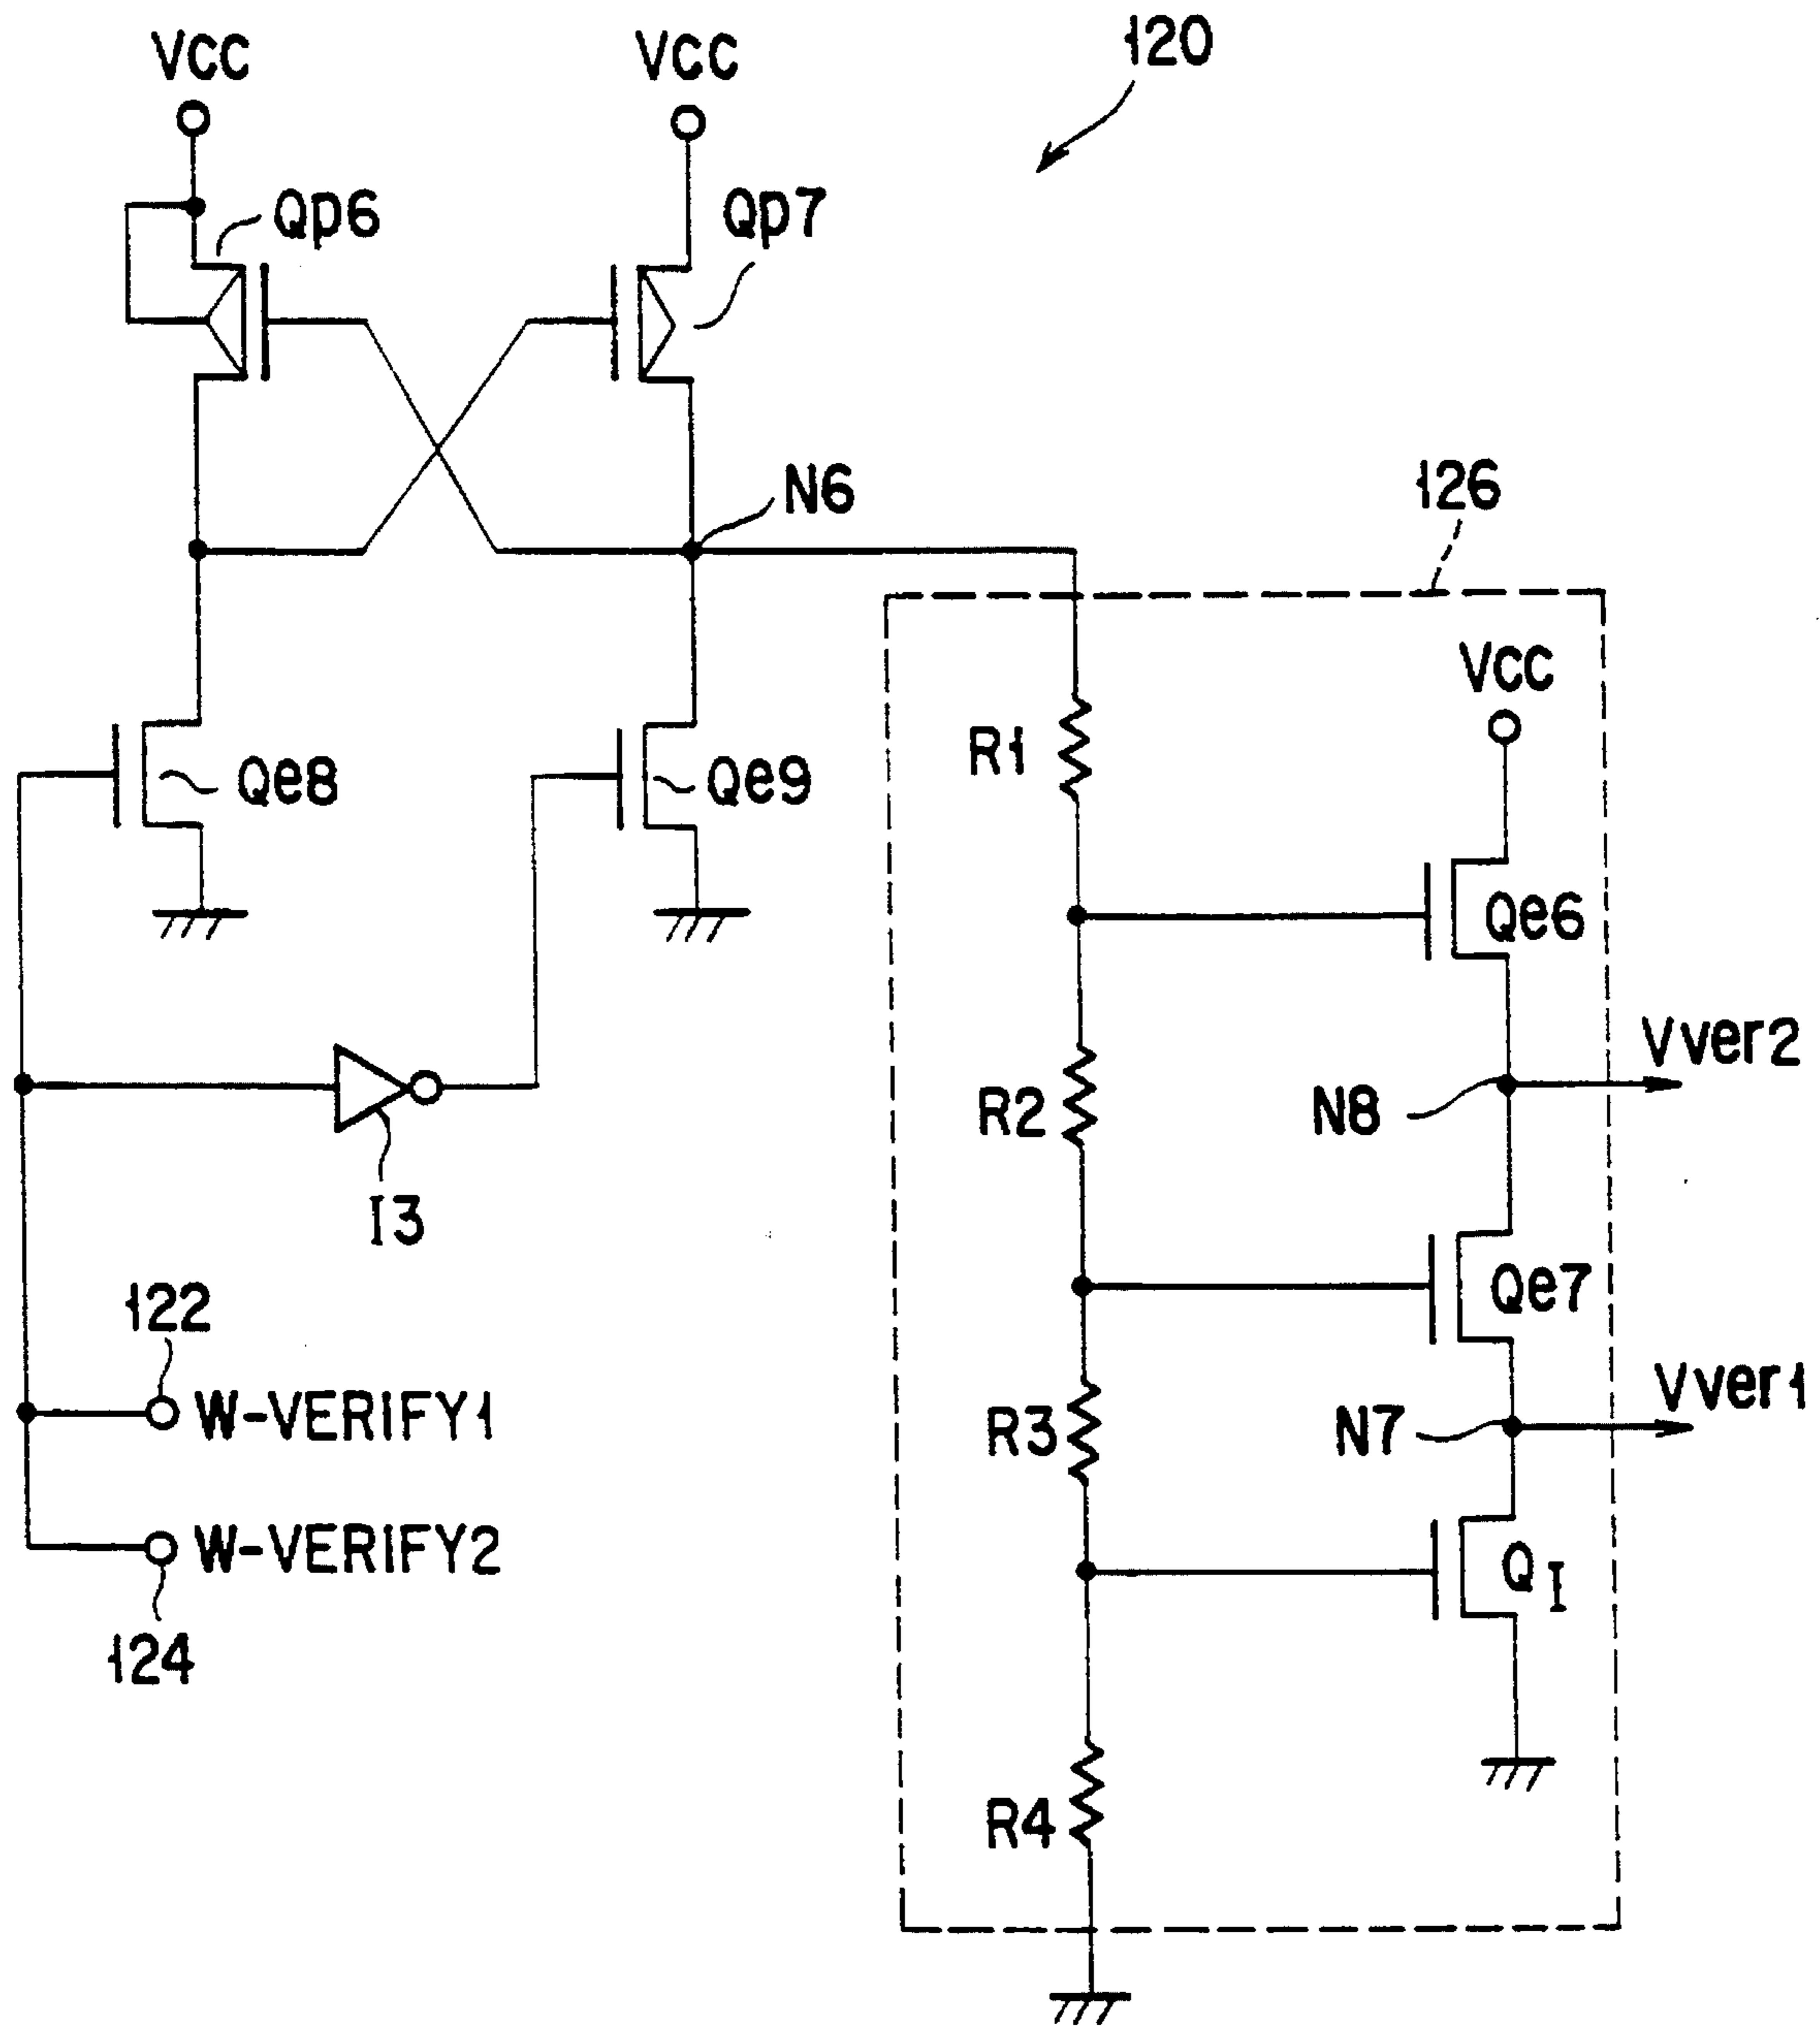 120
VCC
VCC
Qp6
Qp7
N6
126
VCC
R1
Qe8
Qe9
Qe6
Vver2
R2
N8
I3
Qe7
122
W-VERIFY1
R3
N7
Vver1
W-VERIFY2
QI
124
R4